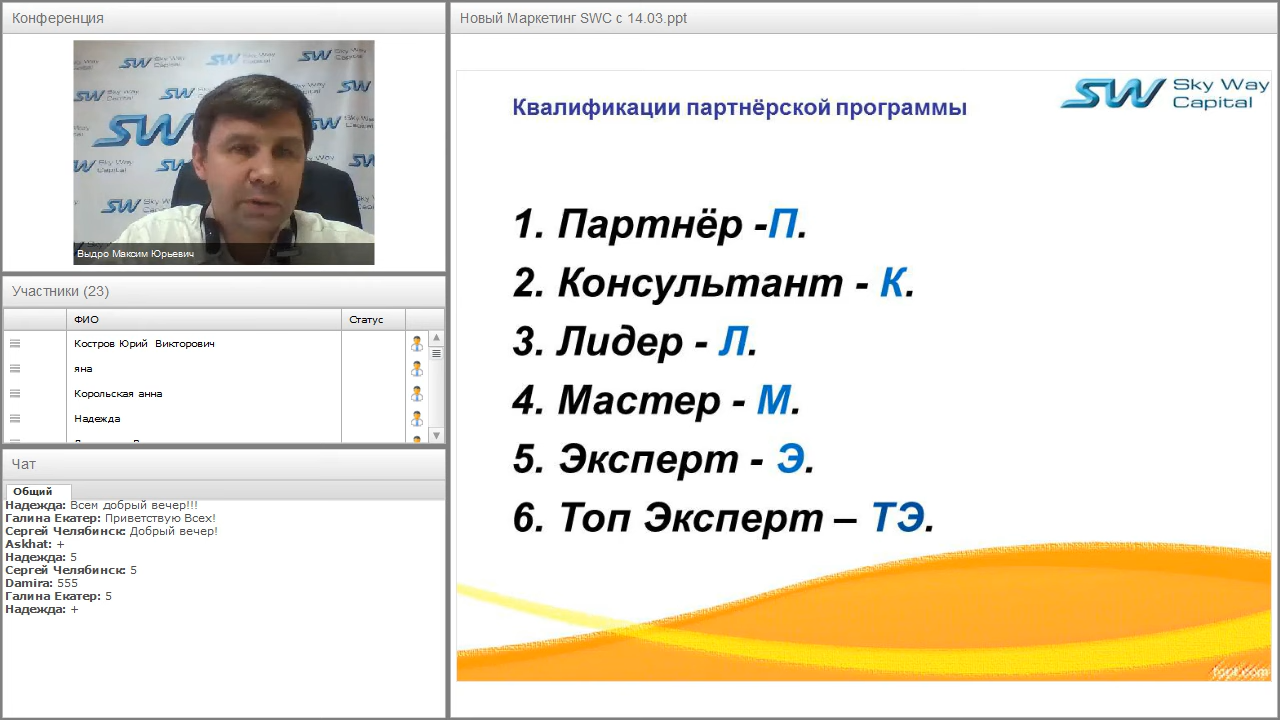 Конференция
SW Sky Way Capital
Выдро Максим Юрьевич
Участники (23)
ФИО Статус
Костров Юрий Викторович
яна
Корольская анна
Надежда
Чат
Общий
Надежда: Всем добрый вечер!!!
Галина Екатер: Приветствую Всех!
Сергей Челябинск: Добрый вечер!
Askhat: +
Надежда: 5
Сергей Челябинск: 5
Damira: 555
Галина Екатер: 5
Надежда: +
Новый Маркетинг SWC с 14.03.ppt
Квалификации партнёрской программы
SW Sky Way
Capital
1. Партнёр -П.
2. Консультант - К.
3. Лидер - Л.
4. Мастер - М.
5. Эксперт - Э.
6. Топ Эксперт – ТЭ.
fppt.com